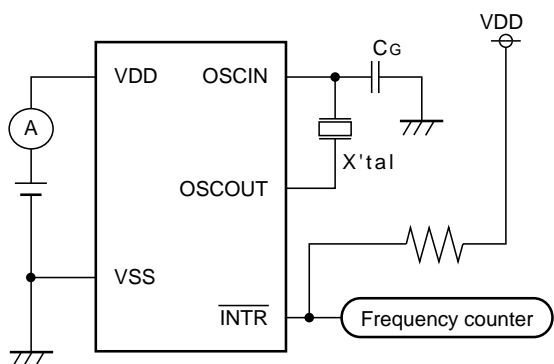 VDD
VDD
OSCIN
CG
A
X'tal
OSCOUT
VSS
INTR
Frequency counter